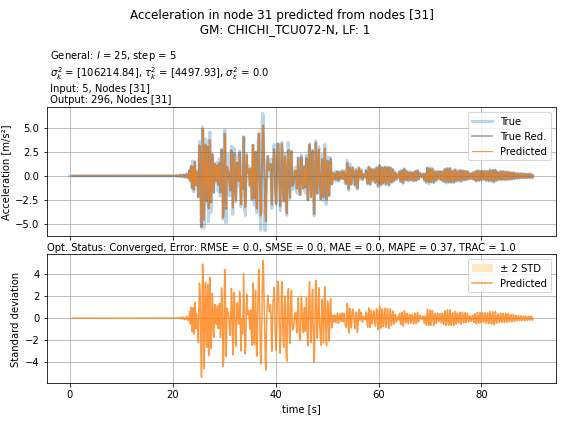 Acceleration in node 31 predicted from nodes [31]
GM: CHICHI_TCU072-N, LF: 1
General: l = 25, step = 5
σ²ₖ = [106214.84], τ²ₖ = [4497.93], σ²ε = 0.0
Input: 5, Nodes [31]
Output: 296, Nodes [31]
True
True Red.
Predicted
Acceleration [m/s²]
5.0
2.5
0.0
−2.5
−5.0
Opt. Status: Converged, Error: RMSE = 0.0, SMSE = 0.0, MAE = 0.0, MAPE = 0.37, TRAC = 1.0
± 2 STD
Predicted
Standard deviation
4
2
0
−2
−4
0 20 40 60 80
time [s]